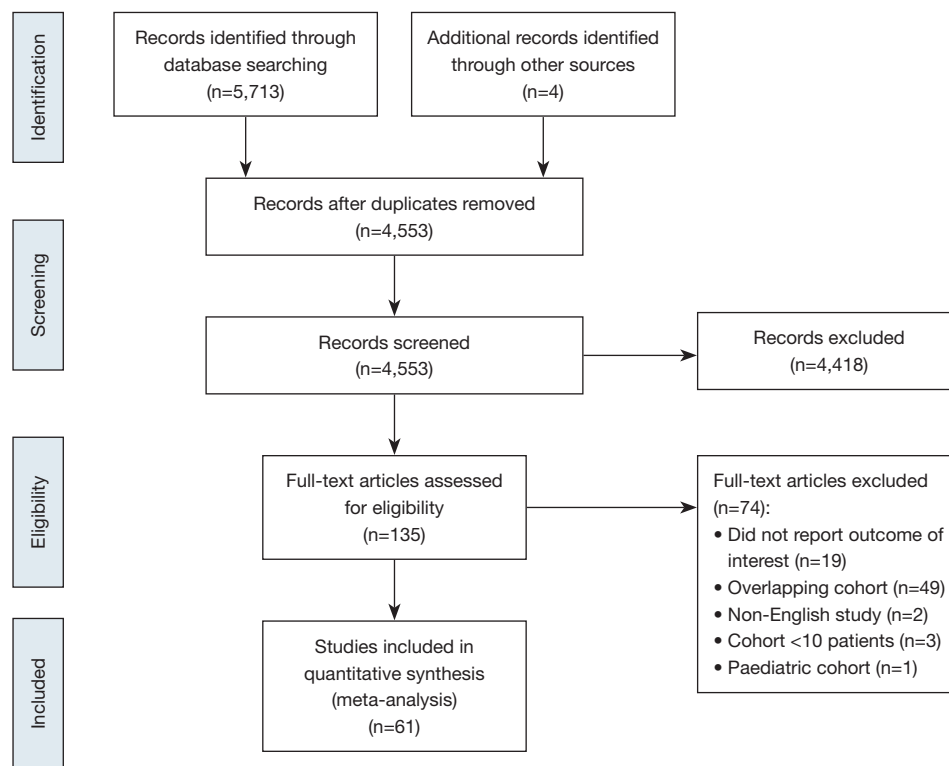 Identification
Records identified through
database searching
(n=5,713)
Additional records identified
through other sources
(n=4)
Records after duplicates removed
(n=4,553)
Screening
Records screened
(n=4,553)
Records excluded
(n=4,418)
Eligibility
Full-text articles assessed
for eligibility
(n=135)
Full-text articles excluded
(n=74):
• Did not report outcome of
interest (n=19)
• Overlapping cohort (n=49)
• Non-English study (n=2)
• Cohort <10 patients (n=3)
• Paediatric cohort (n=1)
Included
Studies included in
quantitative synthesis
(meta-analysis)
(n=61)